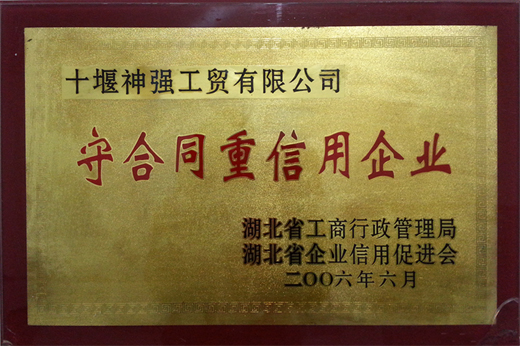 十堰神强工贸有限公司
守合同重信用企业
湖北省工商行政管理局
湖北省企业信用促进会
二〇〇六年六月